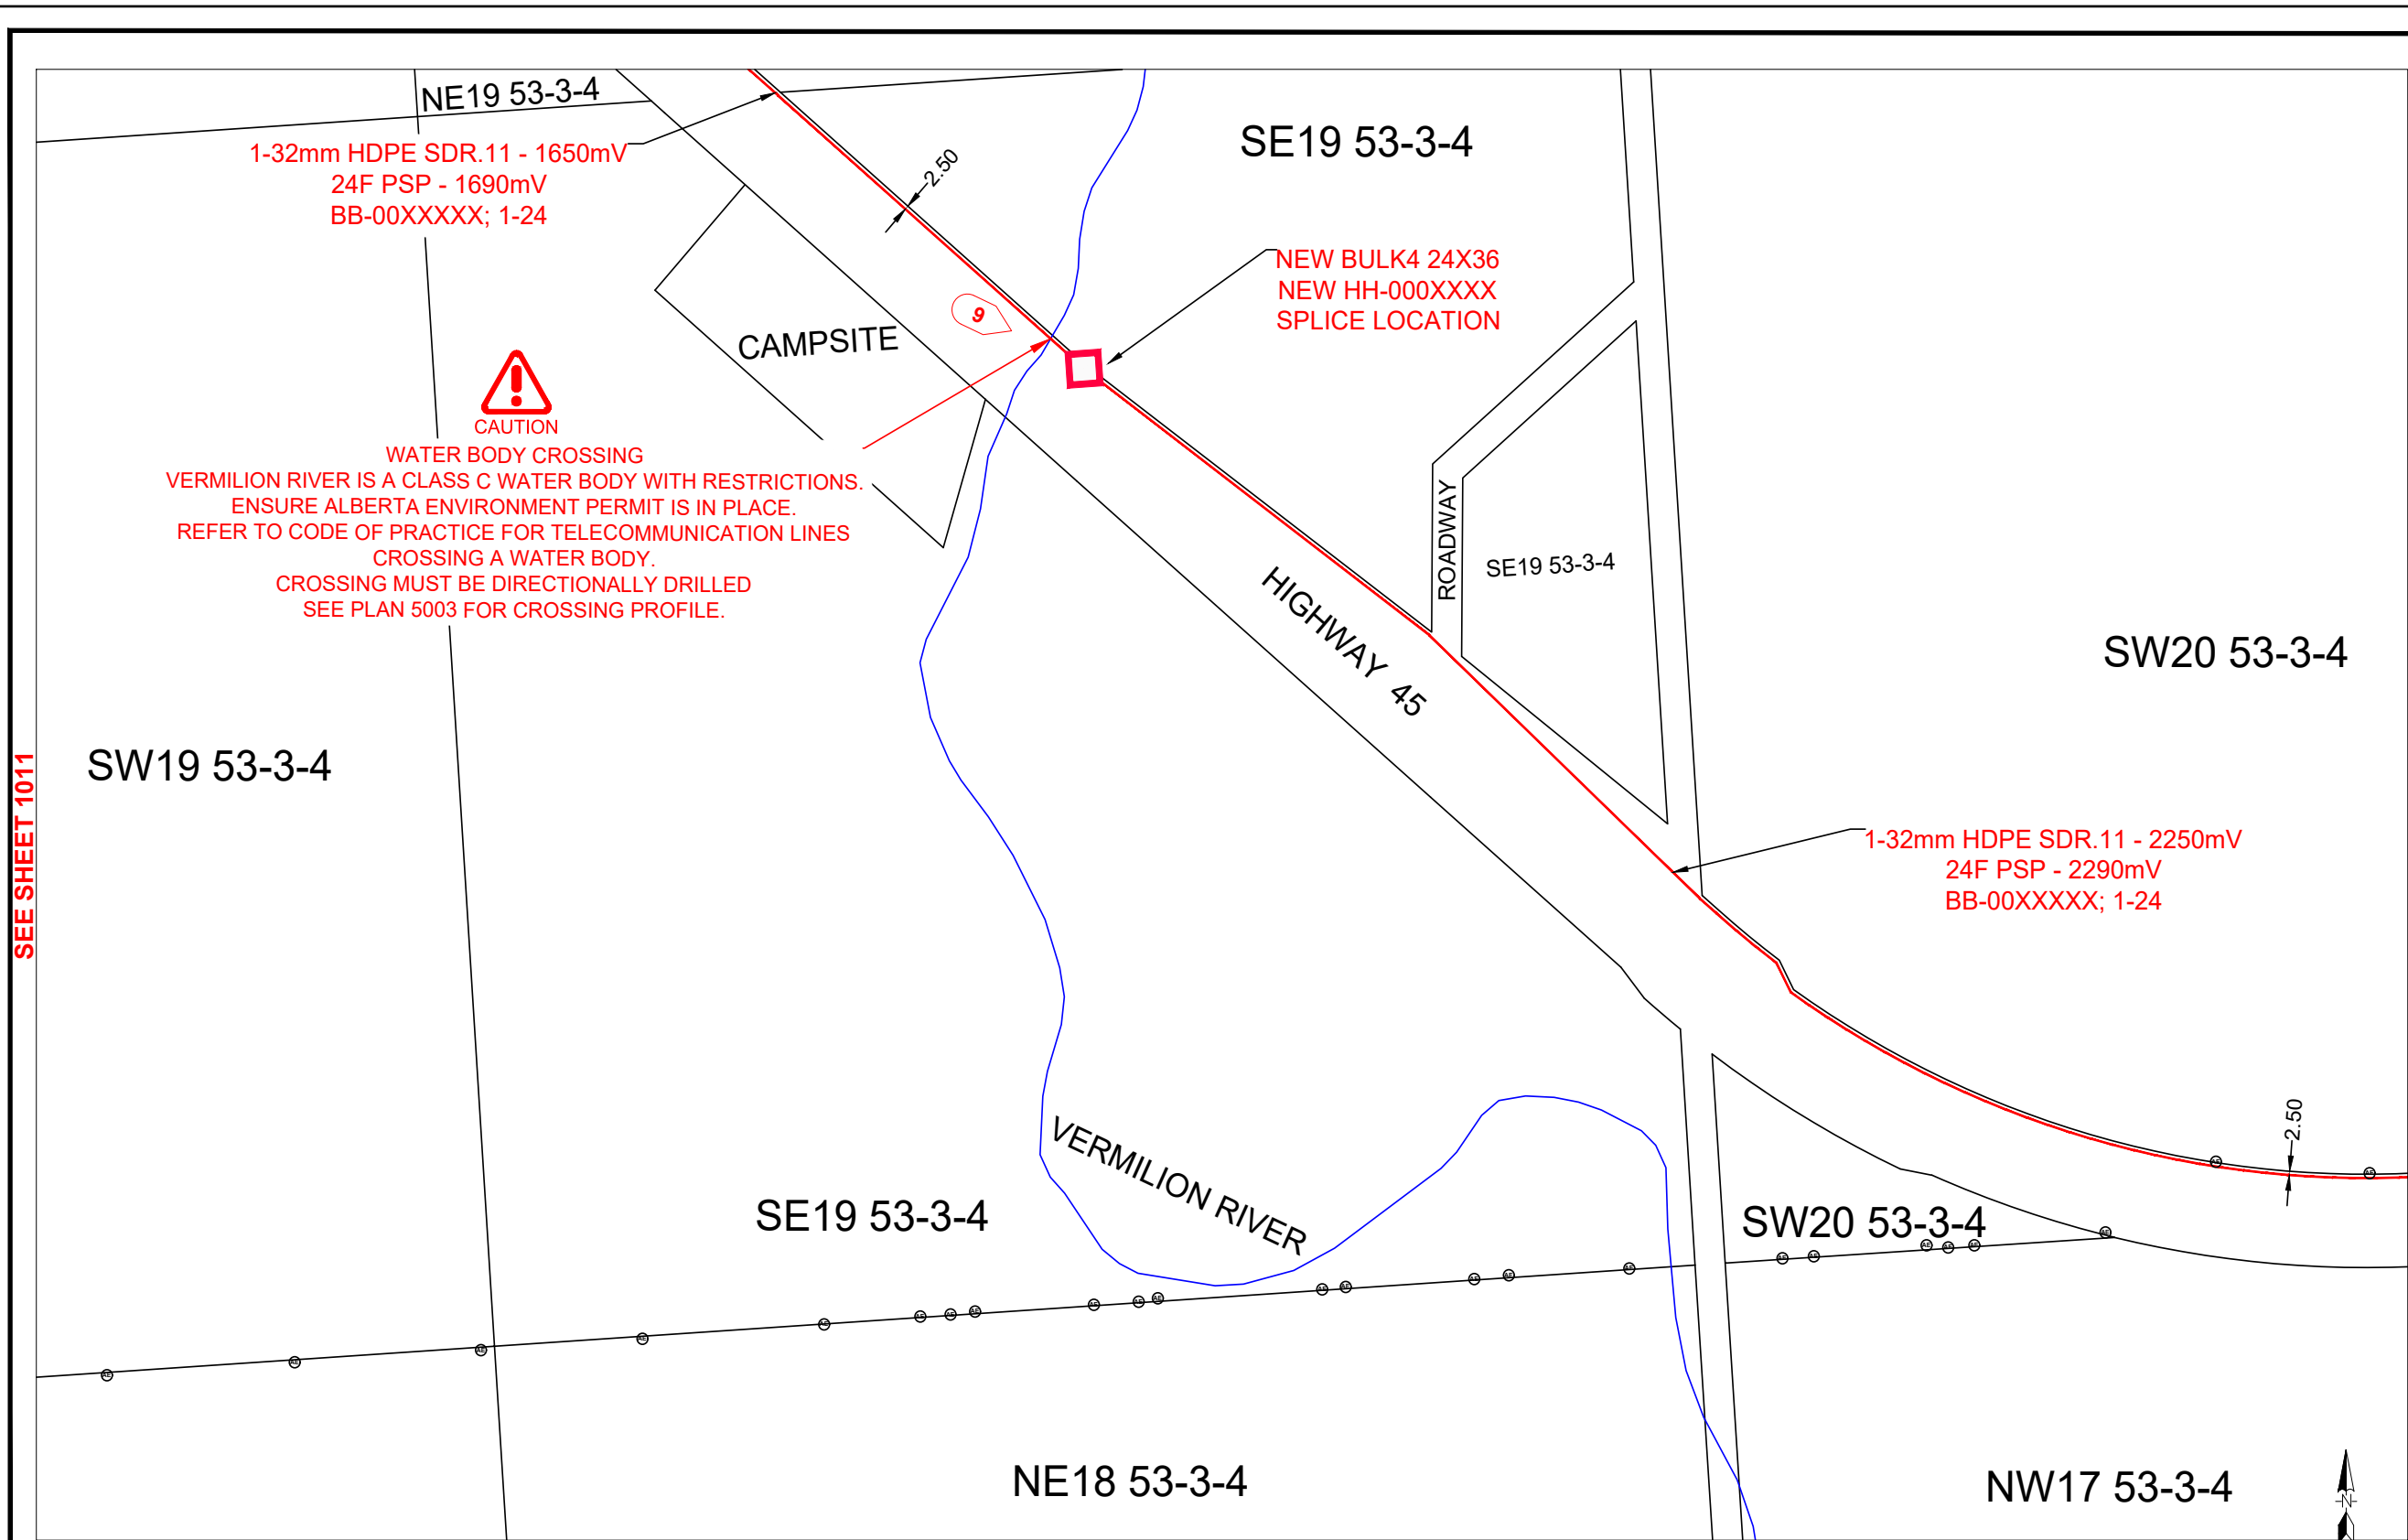 NE19 53-3-4
1-32mm HDPE SDR.11 - 1650mV
24F PSP - 1690mV
BB-00XXXXX; 1-24
2.50
SE19 53-3-4
NEW BULK4 24X36
NEW HH-000XXXX
SPLICE LOCATION
9
CAMPSITE
CAUTION
WATER BODY CROSSING
VERMILION RIVER IS A CLASS C WATER BODY WITH RESTRICTIONS.
ENSURE ALBERTA ENVIRONMENT PERMIT IS IN PLACE.
REFER TO CODE OF PRACTICE FOR TELECOMMUNICATION LINES
CROSSING A WATER BODY.
CROSSING MUST BE DIRECTIONALLY DRILLED
SEE PLAN 5003 FOR CROSSING PROFILE.
ROADWAY
SE19 53-3-4
HIGHWAY 45
SW20 53-3-4
SW19 53-3-4
SEE SHEET 1011
1-32mm HDPE SDR.11 - 2250mV
24F PSP - 2290mV
BB-00XXXXX; 1-24
2.50
VERMILION RIVER
SE19 53-3-4
SW20 53-3-4
NE18 53-3-4
NW17 53-3-4
N